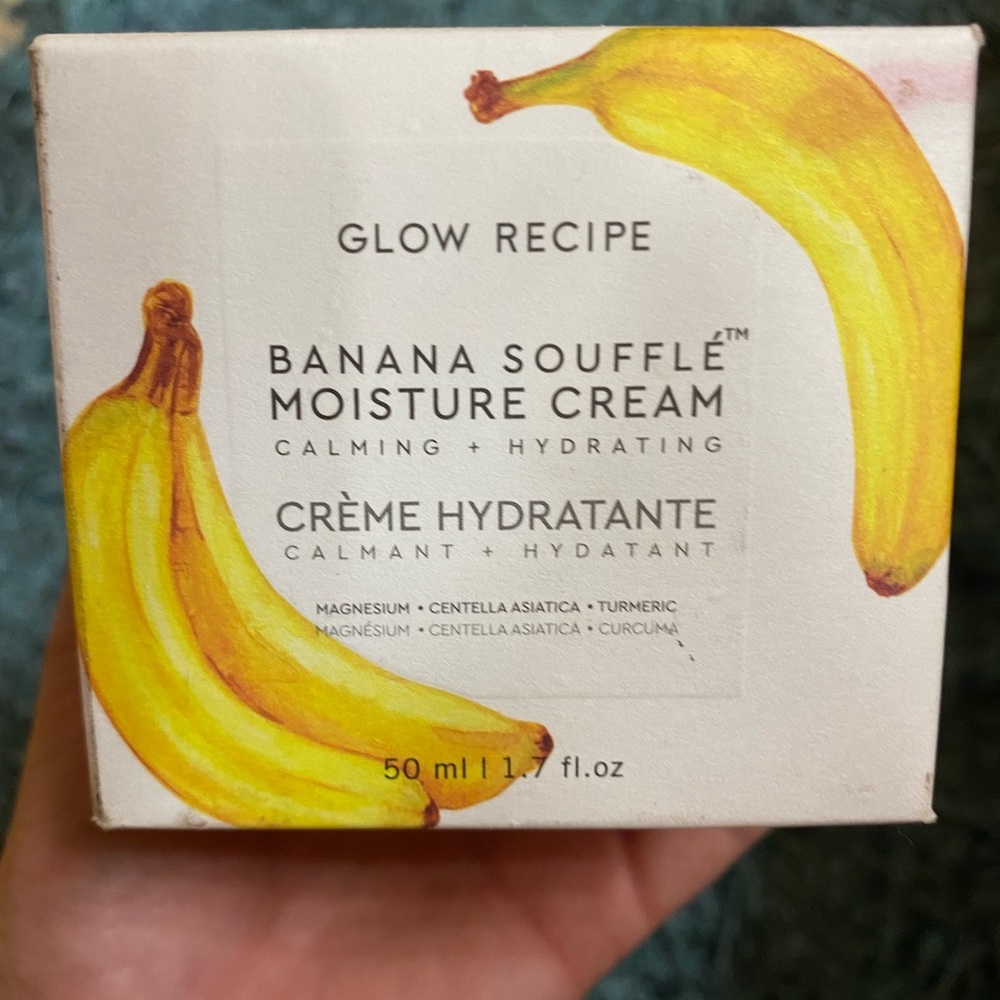 GLOW RECIPE
BANANA SOUFFLÉ™
MOISTURE CREAM
CALMING + HYDRATING
CRÈME HYDRATANTE
CALMANT + HYDATANT
MAGNESIUM • CENTELLA ASIATICA • TURMERIC
MAGNÉSIUM • CENTELLA ASIATICA • CURCUMA
50 ml | 1.7 fl.oz